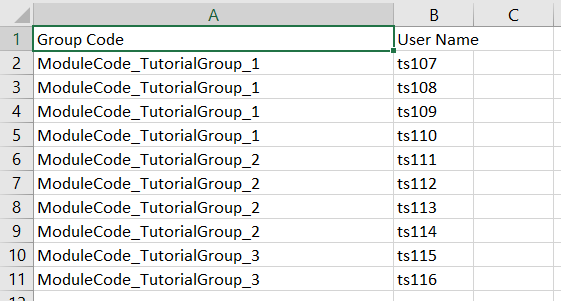 A B C
1 Group Code User Name
2 ModuleCode_TutorialGroup_1 ts107
3 ModuleCode_TutorialGroup_1 ts108
4 ModuleCode_TutorialGroup_1 ts109
5 ModuleCode_TutorialGroup_1 ts110
6 ModuleCode_TutorialGroup_2 ts111
7 ModuleCode_TutorialGroup_2 ts112
8 ModuleCode_TutorialGroup_2 ts113
9 ModuleCode_TutorialGroup_2 ts114
10 ModuleCode_TutorialGroup_3 ts115
11 ModuleCode_TutorialGroup_3 ts116